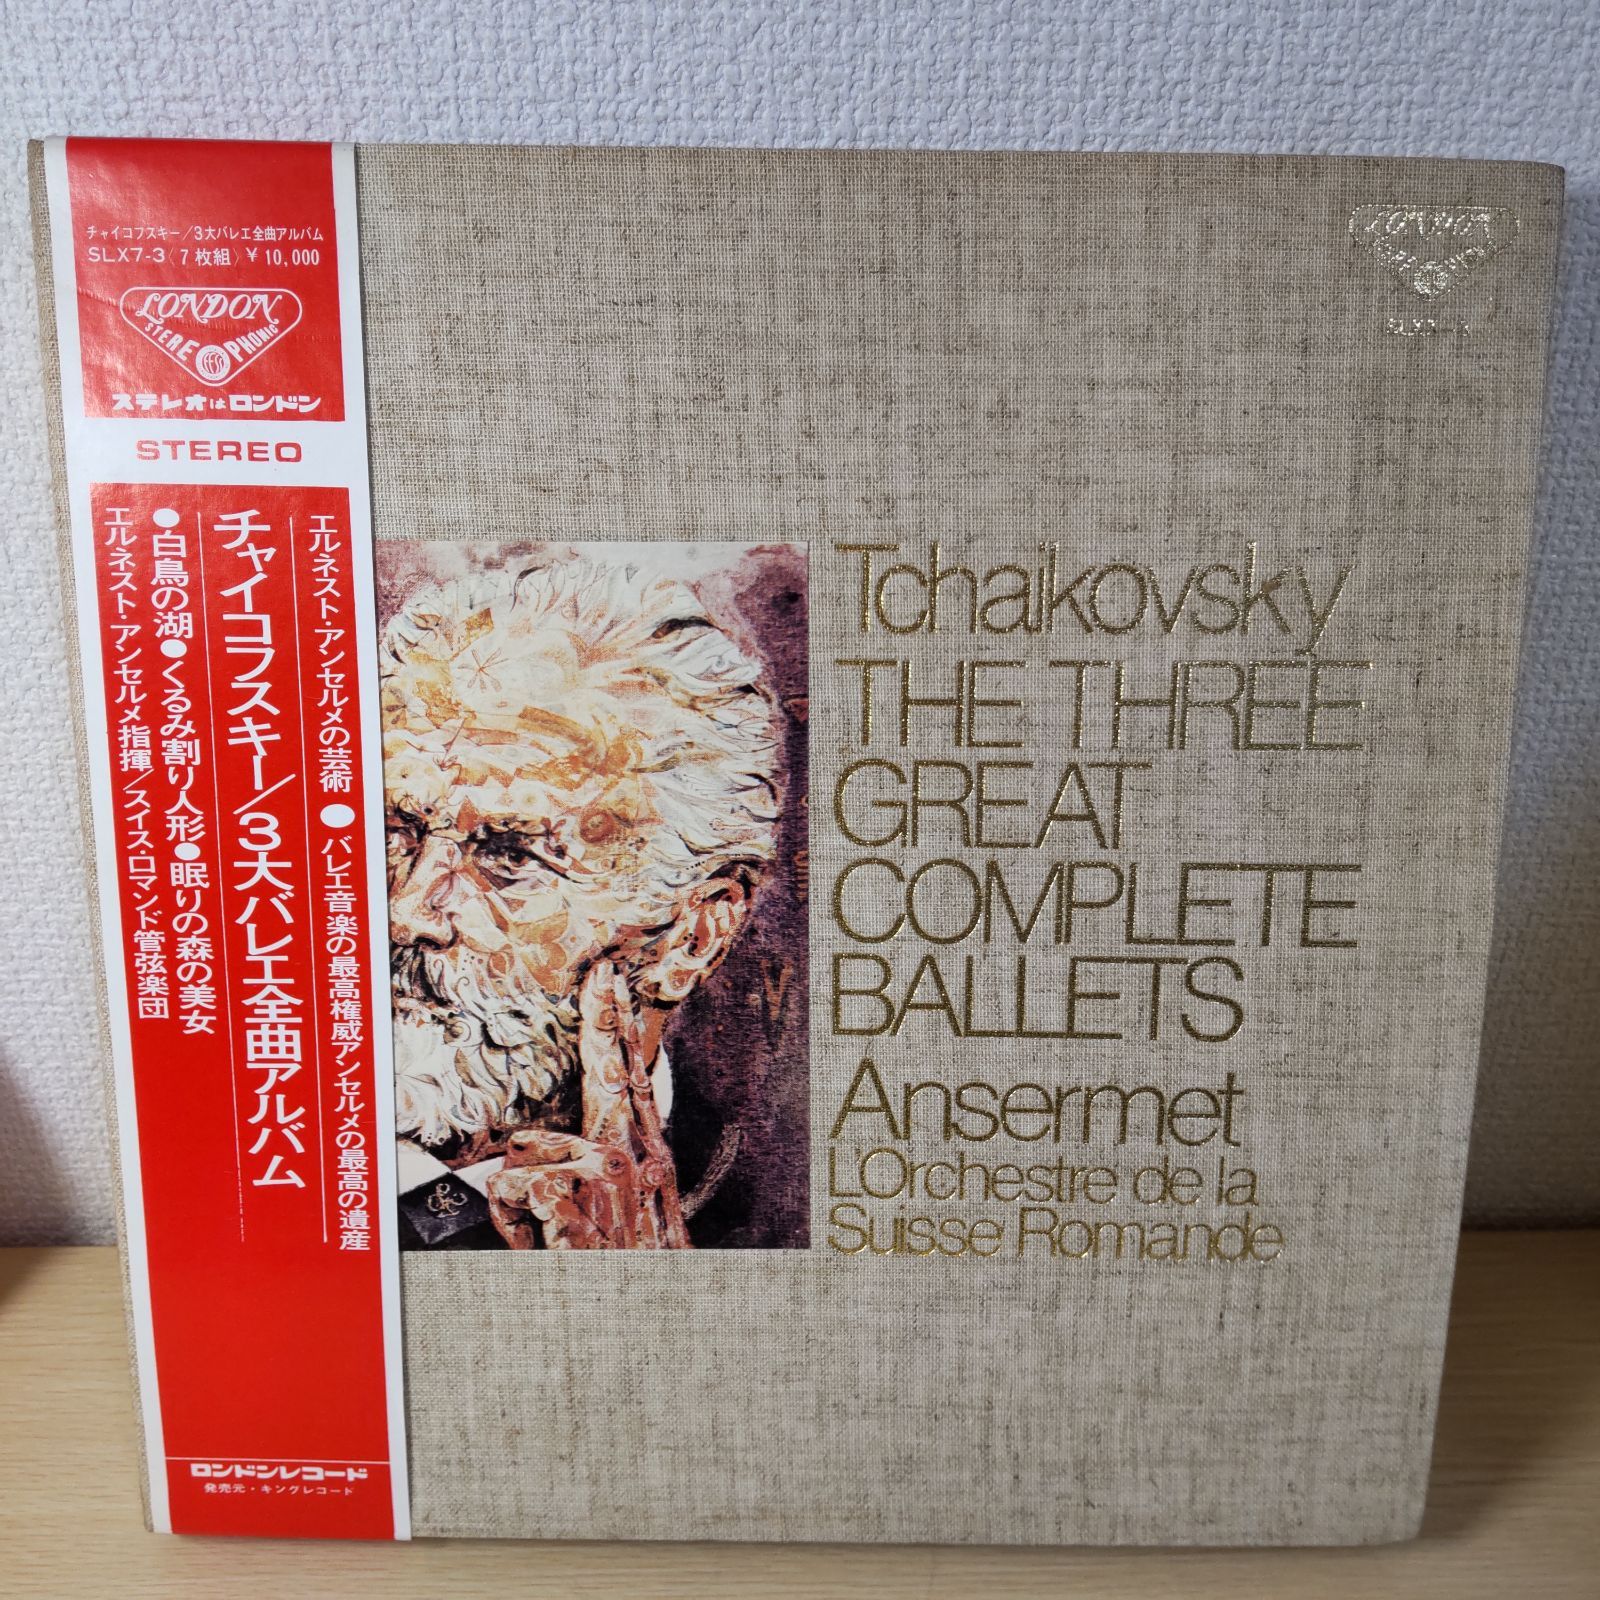 チャイコフスキー/3大バレエ全曲アルバム
SLX7-3〈7枚組〉¥10,000
LONDON
STEREOPHONIC
ffss
ステレオはロンドン
STEREO
エルネスト・アンセルメの芸術●バレエ音楽の最高権威アンセルメの最高の遺産
チャイコフスキー/3大バレエ全曲アルバム
●白鳥の湖●くるみ割り人形●眠りの森の美女
エルネスト・アンセルメ指揮/スイス・ロマンド管弦楽団
ロンドンレコード
発売元・キングレコード
LONDON
STEREOPHONIC
Tchaikovsky
THE THREE
GREAT
COMPLETE
BALLETS
Ansermet
L'Orchestre de la
Suisse Romande